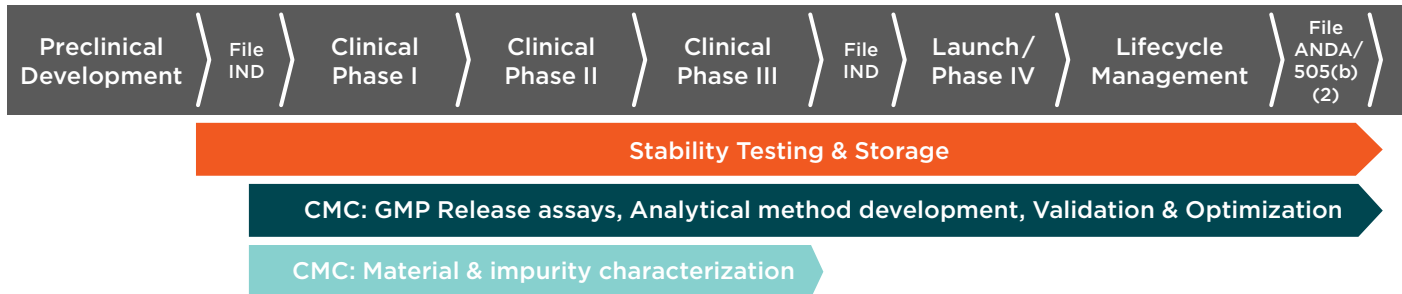 Preclinical
Development
File
IND
Clinical
Phase I
Clinical
Phase II
Clinical
Phase III
File
IND
Launch/
Phase IV
Lifecycle
Management
File
ANDA/
505(b)
(2)
Stability Testing & Storage
CMC: GMP Release assays, Analytical method development, Validation & Optimization
CMC: Material & impurity characterization